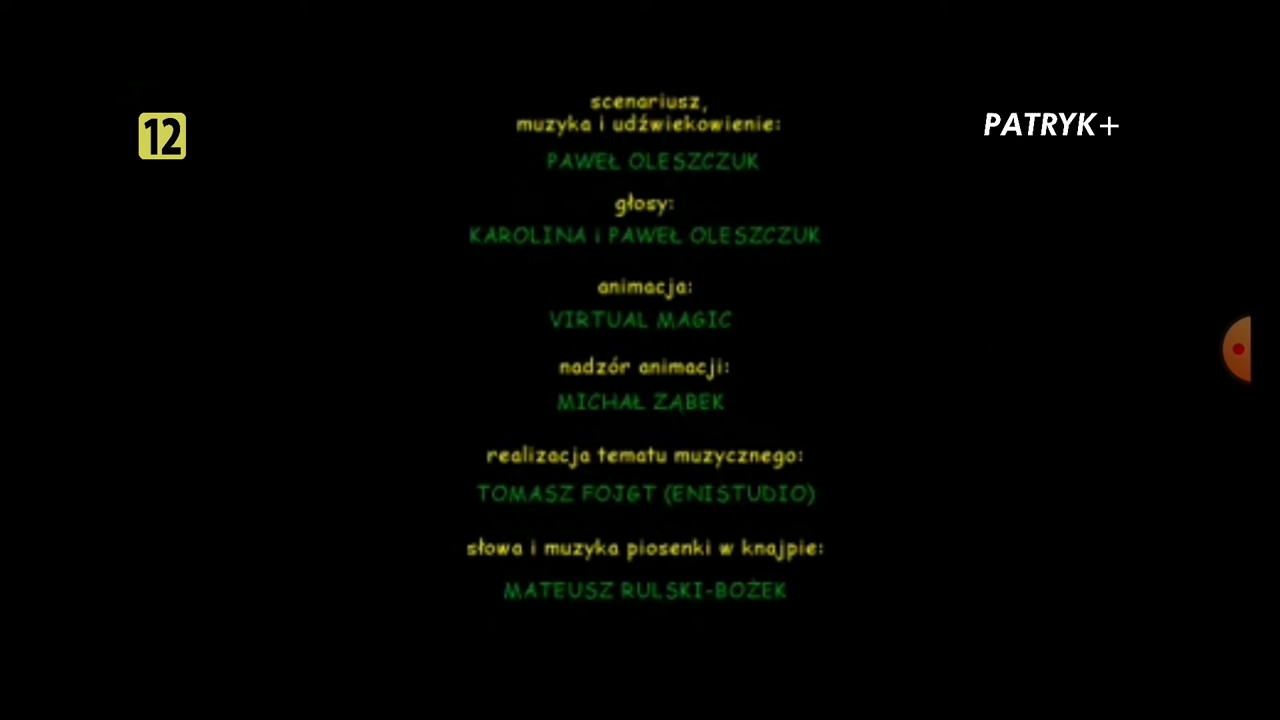 12
PATRYK+
scenariusz,
muzyka i udźwiekowienie:
PAWEŁ OLESZCZUK
głosy:
KAROLINA i PAWEŁ OLESZCZUK
animacja:
VIRTUAL MAGIC
nadzór animacji:
MICHAŁ ZĄBEK
realizacja tematu muzycznego:
TOMASZ FOJGT (ENISTUDIO)
słowa i muzyka piosenki w knajpie:
MATEUSZ RULSKI-BOŻEK